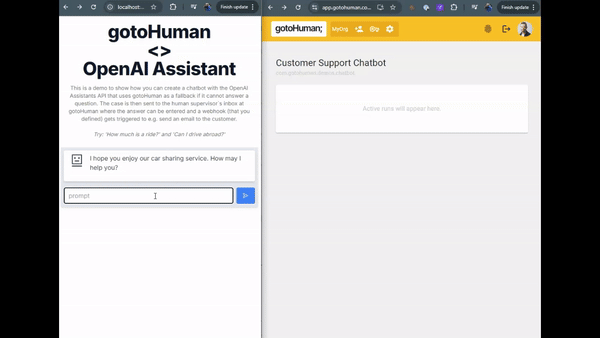 localhost:...
Finish update
gotoHuman
<>
OpenAI Assistant
This is a demo to show how you can create a chatbot with the OpenAI
Assistants API that uses gotoHuman as a fallback if it cannot answer a
question. The case is then sent to the human supervisor's Inbox at
gotoHuman where the answer can be entered and a webhook (that you
defined) gets triggered to e.g. send an email to the customer.
Try: 'How much is a ride?' and 'Can I drive abroad?'
I hope you enjoy our car sharing service. How may I
help you?
prompt
app.gotohuman.co...
Finish update
gotoHuman;
MyOrg
Customer Support Chatbot
Active runs will appear here